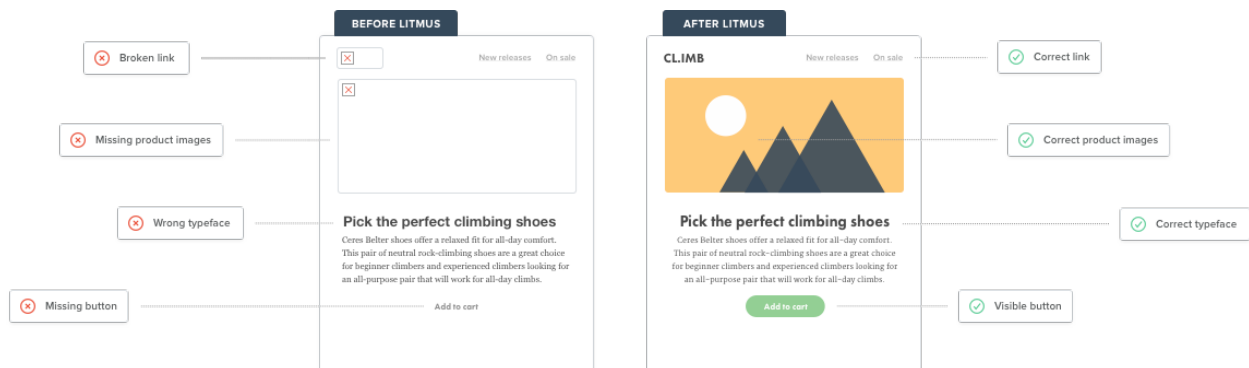 BEFORE LITMUS
Broken link
New releases On sale
Missing product images
Wrong typeface
Pick the perfect climbing shoes
Ceres Belter shoes offer a relaxed fit for all-day comfort.
This pair of neutral rock-climbing shoes are a great choice
for beginner climbers and experienced climbers looking for
an all-purpose pair that will work for all-day climbs.
Missing button
Add to cart
AFTER LITMUS
CL.IMB
New releases On sale
Correct link
Correct product images
Pick the perfect climbing shoes
Correct typeface
Ceres Belter shoes offer a relaxed fit for all-day comfort.
This pair of neutral rock-climbing shoes are a great choice
for beginner climbers and experienced climbers looking for
an all-purpose pair that will work for all-day climbs.
Add to cart
Visible button